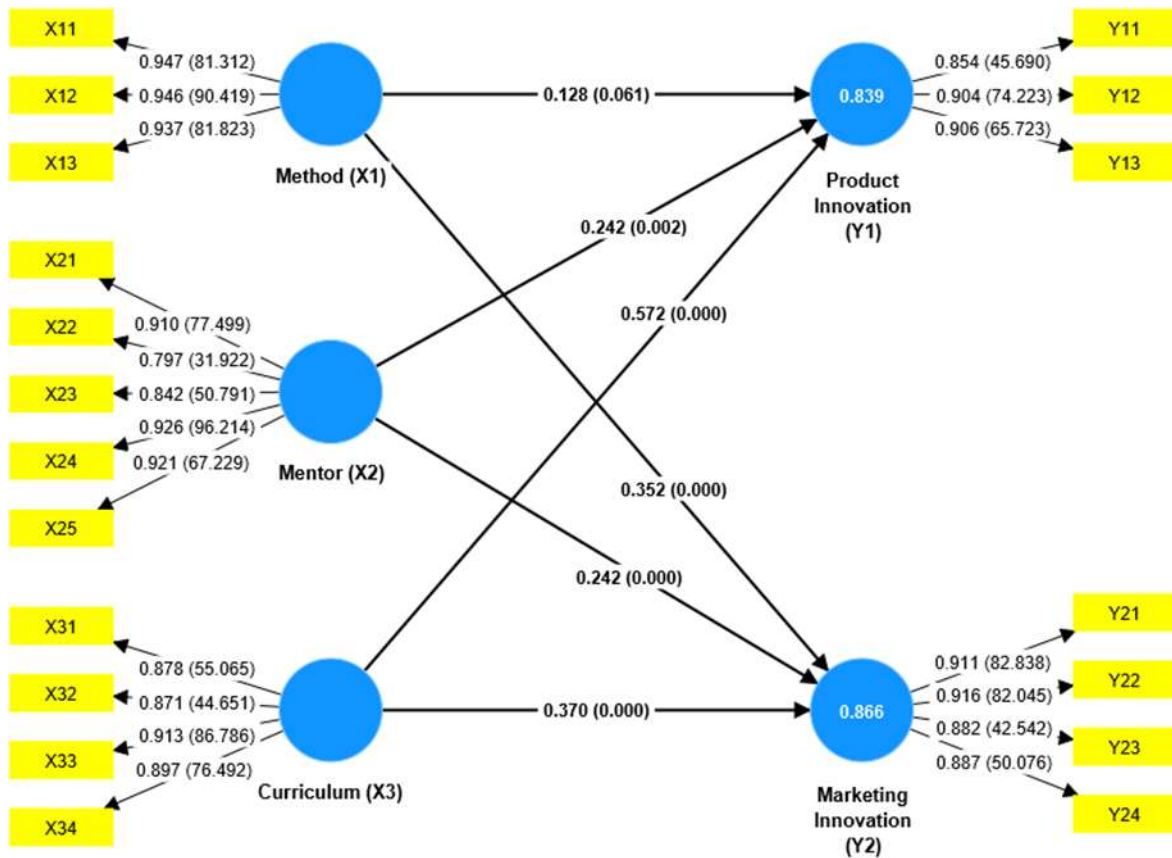 X11
X12
X13
0.947 (81.312)
0.946 (90.419)
0.937 (81.823)
Method (X1)
X21
X22
X23
X24
X25
0.910 (77.499)
0.797 (31.922)
0.842 (50.791)
0.926 (96.214)
0.921 (67.229)
Mentor (X2)
X31
X32
X33
X34
0.878 (55.065)
0.871 (44.651)
0.913 (86.786)
0.897 (76.492)
Curriculum (X3)
0.128 (0.061)
0.242 (0.002)
0.572 (0.000)
0.352 (0.000)
0.242 (0.000)
0.370 (0.000)
0.839
Product
Innovation
(Y1)
0.854 (45.690)
0.904 (74.223)
0.906 (65.723)
Y11
Y12
Y13
0.866
Marketing
Innovation
(Y2)
0.911 (82.838)
0.916 (82.045)
0.882 (42.542)
0.887 (50.076)
Y21
Y22
Y23
Y24